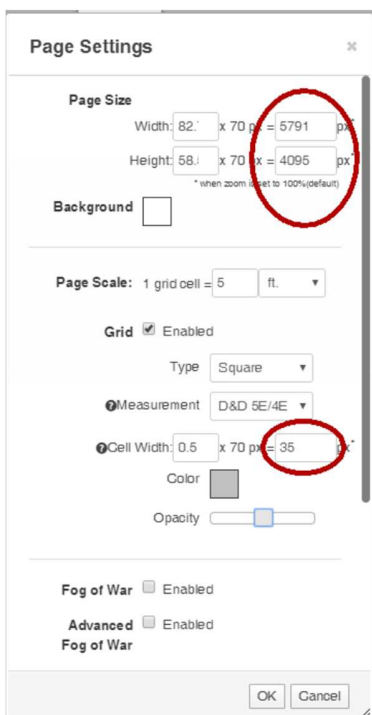 Page Settings ×
Page Size
Width: 82. x 70 px = 5791 px*
Height: 58. x 70 px = 4095 px*
* when zoom is set to 100%(default)
Background
Page Scale: 1 grid cell = 5 ft.
Grid Enabled
Type Square
Measurement D&D 5E/4E
Cell Width: 0.5 x 70 px = 35 px*
Color
Opacity
Fog of War Enabled
Advanced Enabled
Fog of War
OK Cancel